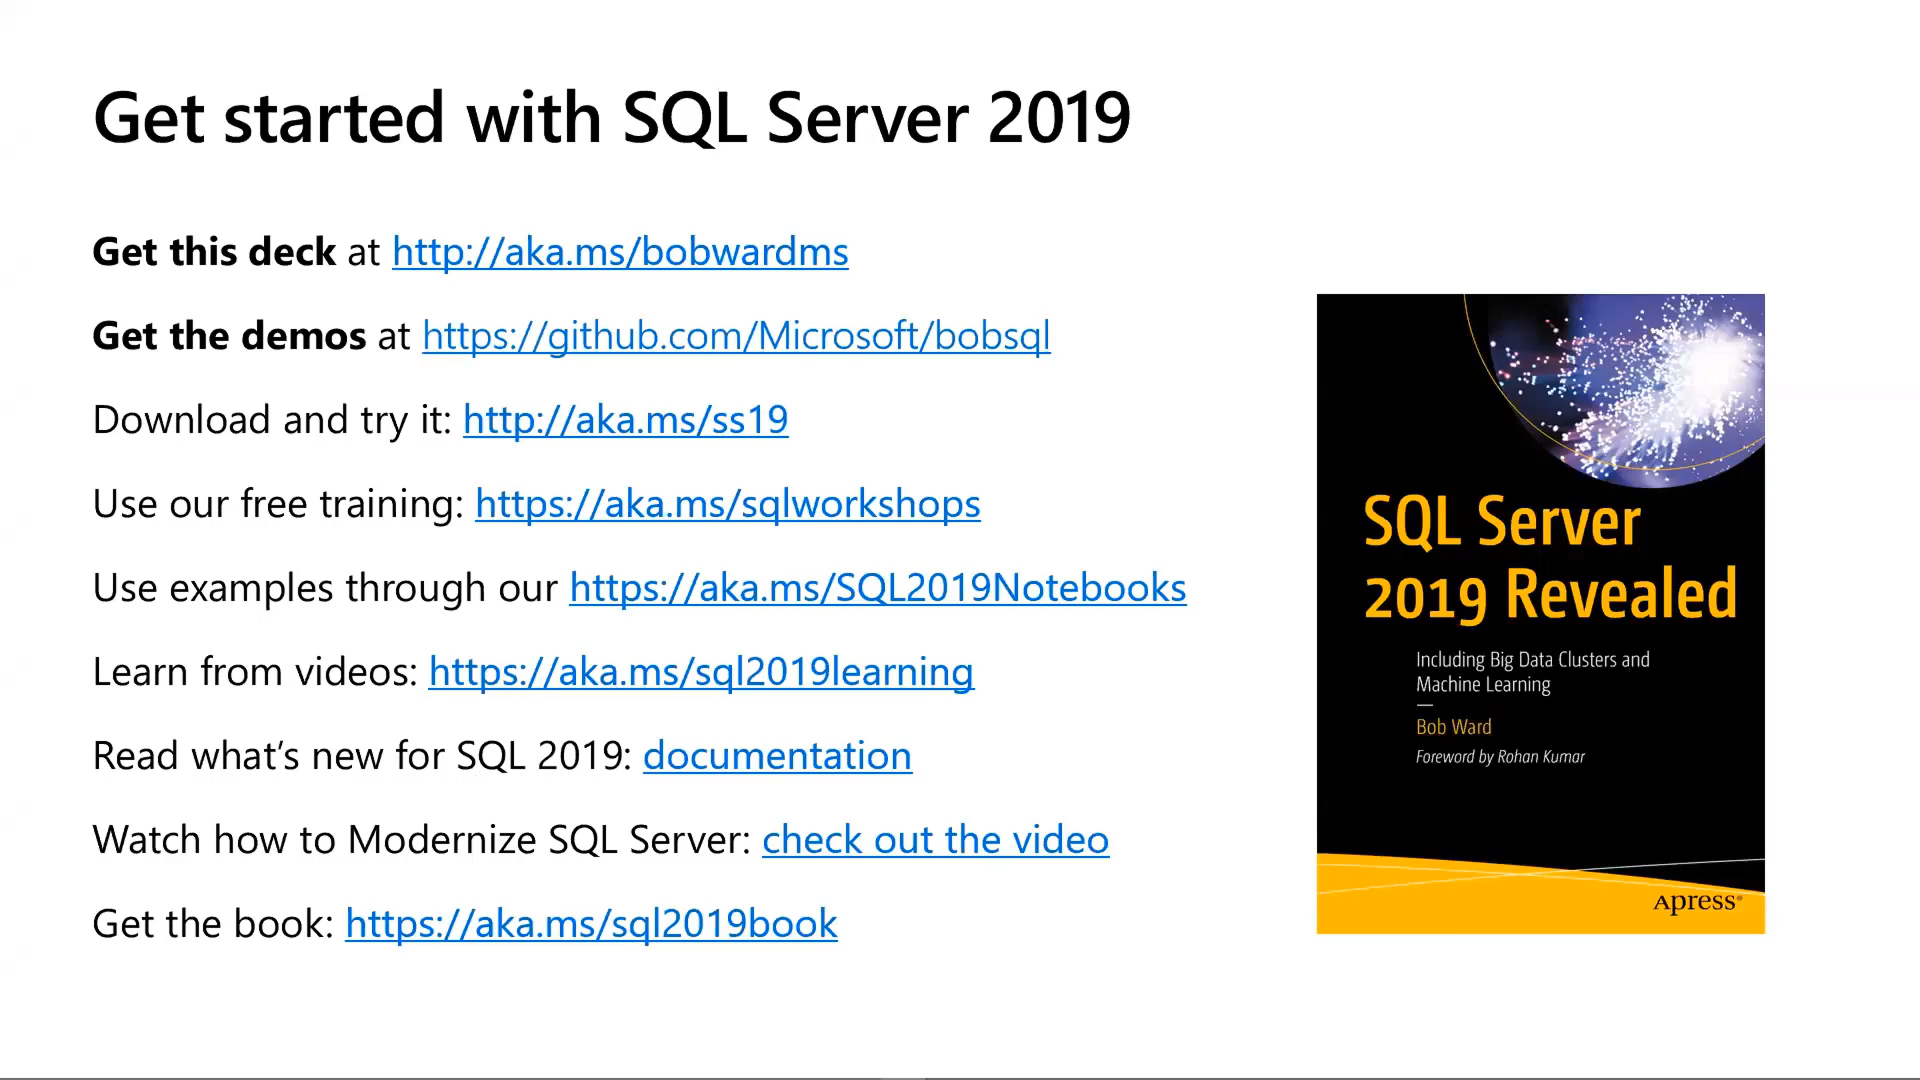 Get started with SQL Server 2019
Get this deck at http://aka.ms/bobwardms
Get the demos at https://github.com/Microsoft/bobsql
Download and try it: http://aka.ms/ss19
Use our free training: https://aka.ms/sqlworkshops
Use examples through our https://aka.ms/SQL2019Notebooks
Learn from videos: https://aka.ms/sql2019learning
Read what’s new for SQL 2019: documentation
Watch how to Modernize SQL Server: check out the video
Get the book: https://aka.ms/sql2019book
SQL Server
2019 Revealed
Including Big Data Clusters and
Machine Learning
—
Bob Ward
Foreword by Rohan Kumar
Apress®